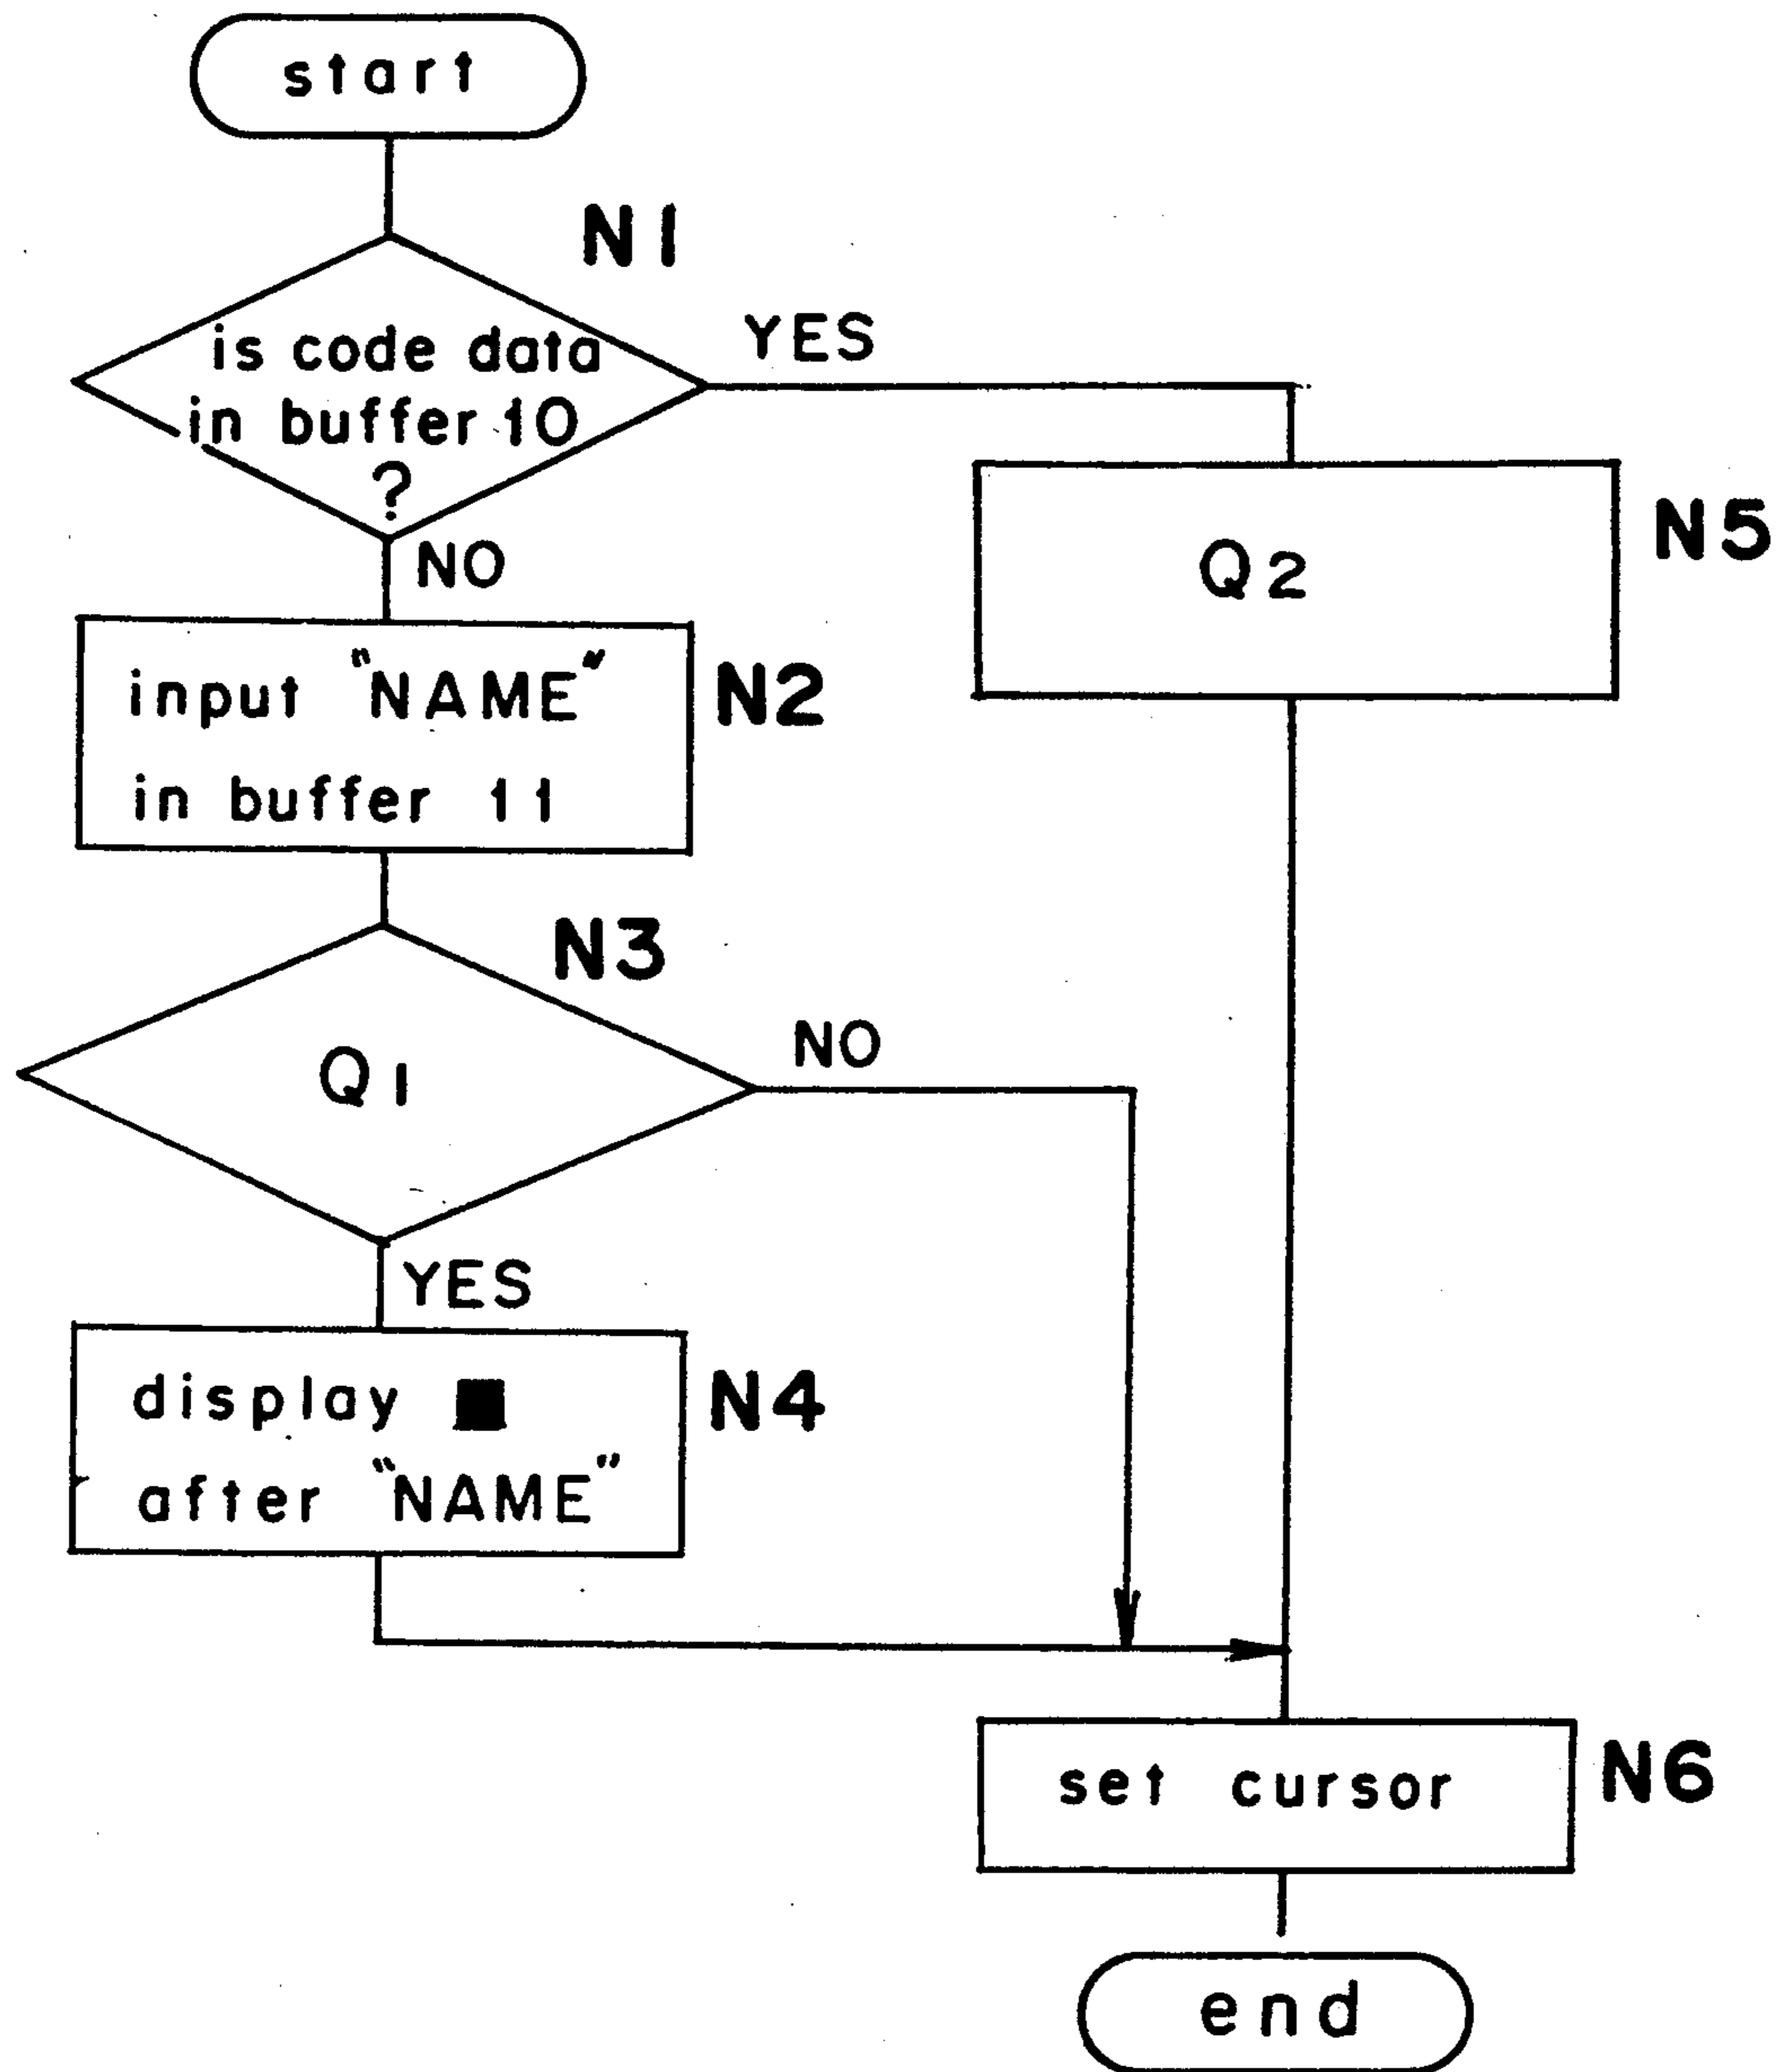 start
N1
is code data
in buffer 10
?
YES
NO
input "NAME"
in buffer 11
N2
Q2
N5
N3
Q1
NO
YES
display ■
after "NAME"
N4
set cursor
N6
end